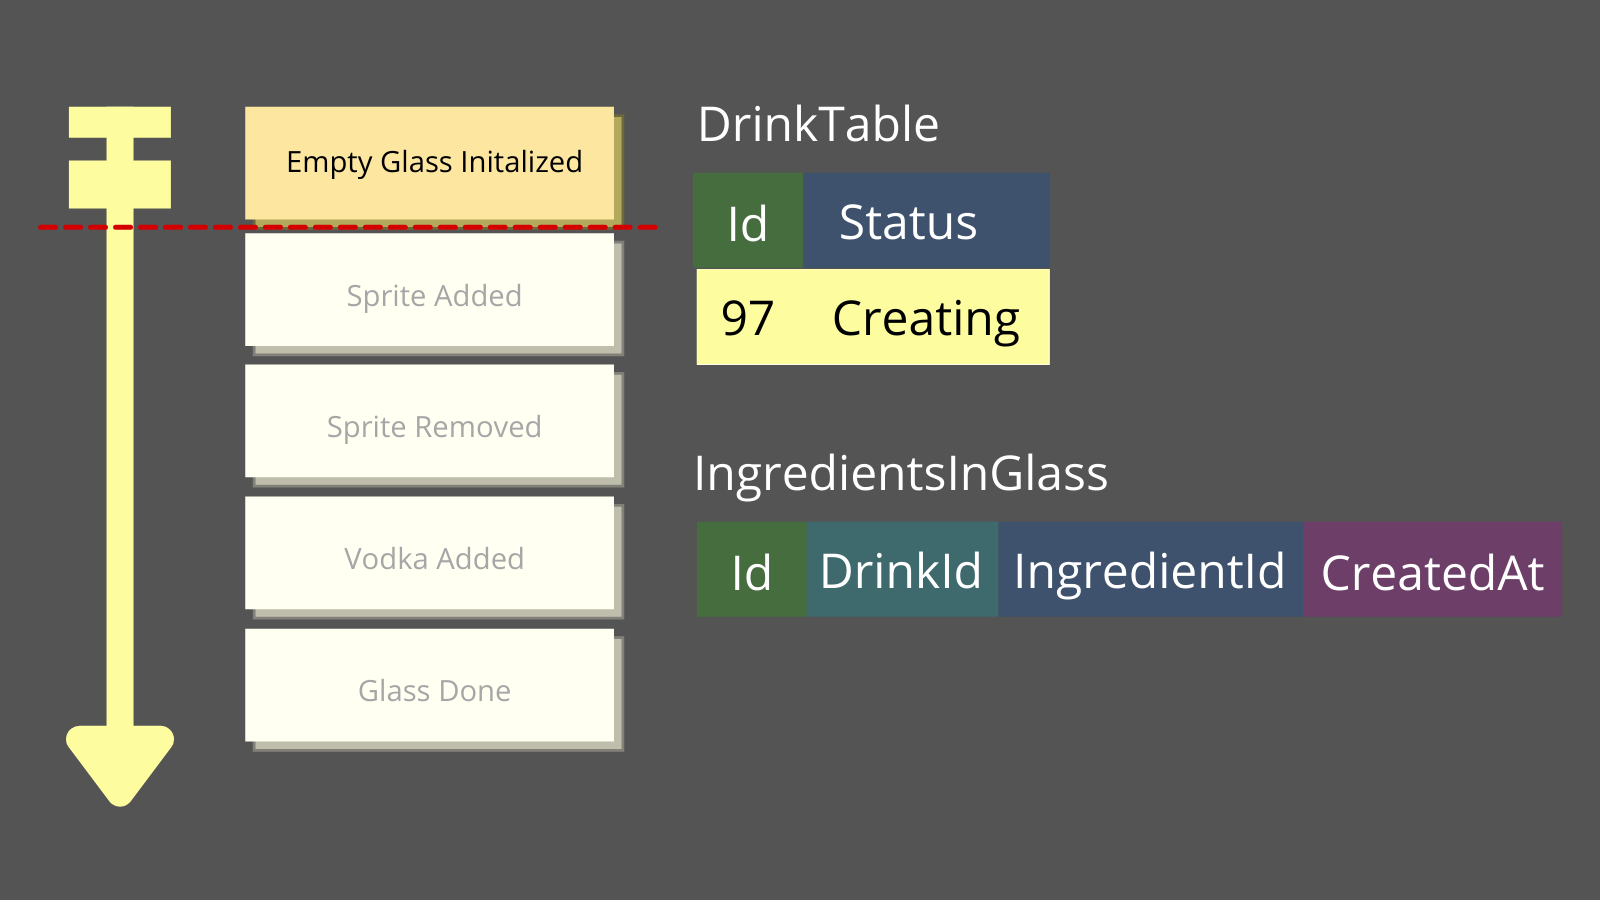 Empty Glass Initalized
Sprite Added
Sprite Removed
Vodka Added
Glass Done
DrinkTable
Id Status
97 Creating
IngredientsInGlass
Id DrinkId IngredientId CreatedAt